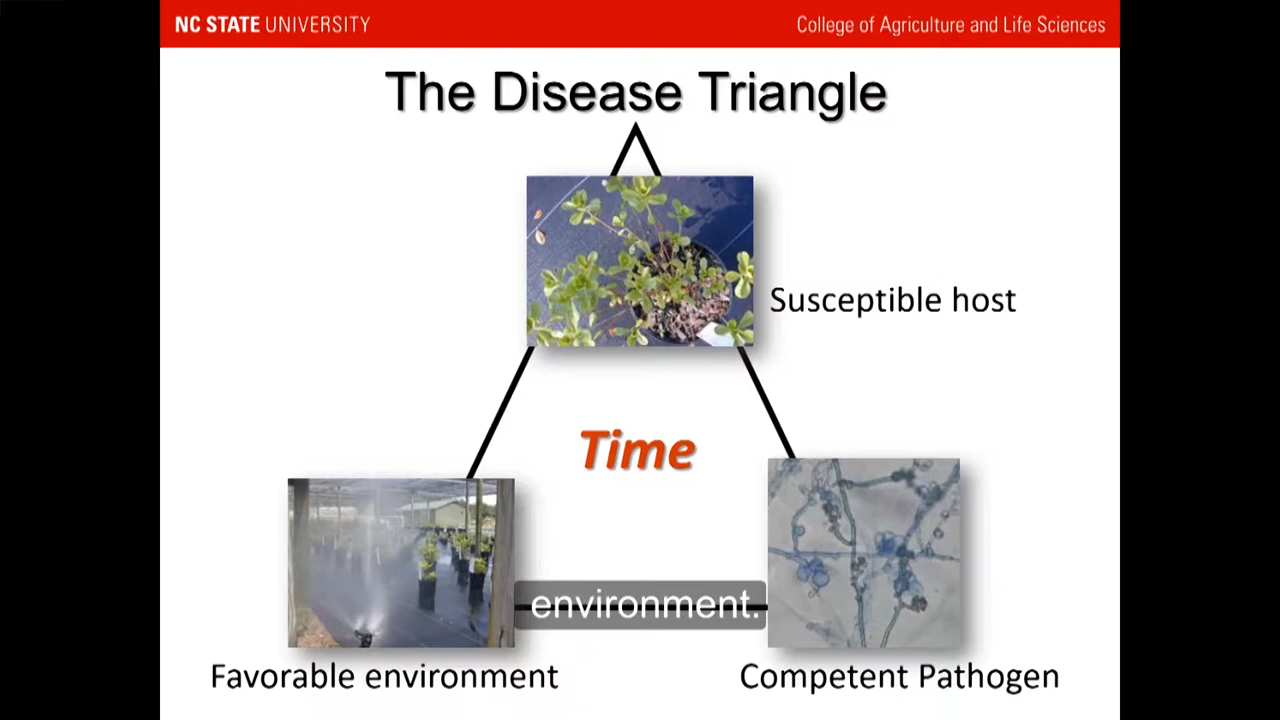 NC STATE UNIVERSITY
College of Agriculture and Life Sciences
The Disease Triangle
Susceptible host
Time
environment.
Favorable environment
Competent Pathogen